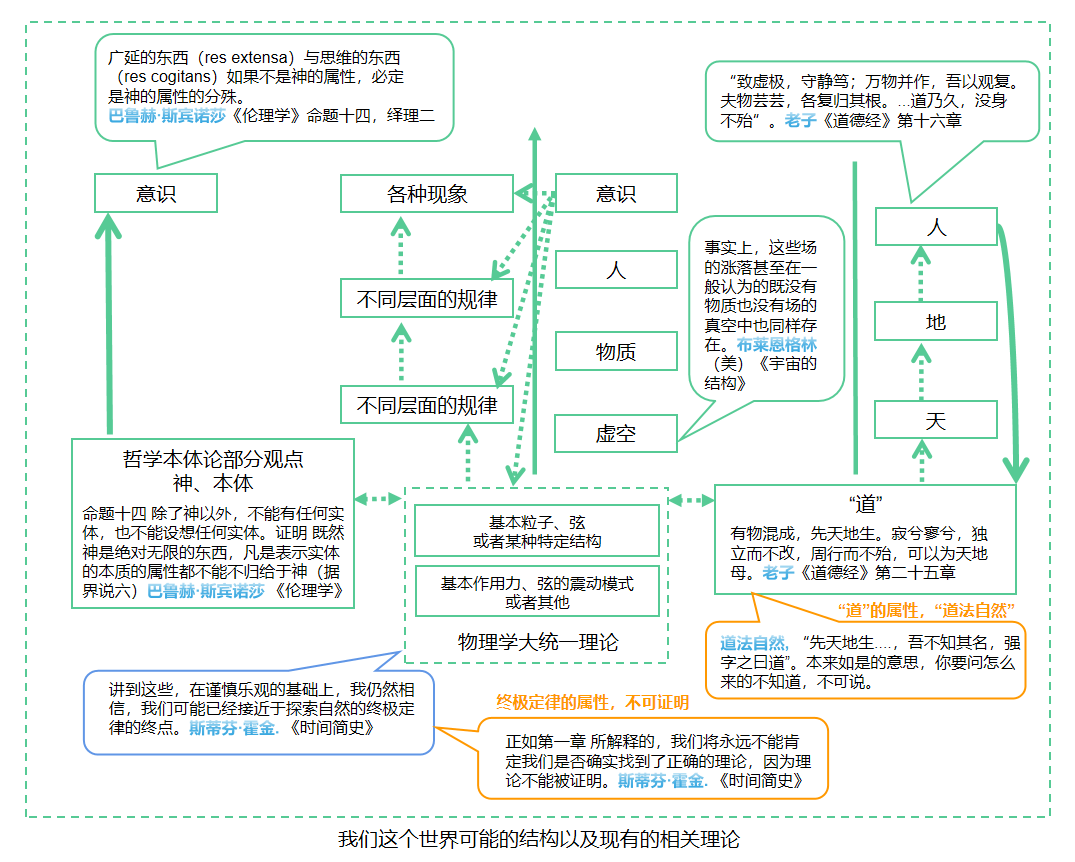 广延的东西（res extensa）与思维的东西
（res cogitans）如果不是神的属性，必定
是神的属性的分殊。
巴鲁赫·斯宾诺莎《伦理学》命题十四，绎理二
“致虚极，守静笃；万物并作，吾以观复。
夫物芸芸，各复归其根。...道乃久，没身
不殆”。老子《道德经》第十六章
意识
各种现象
意识
人
事实上，这些场
的涨落甚至在一
般认为的既没有
物质也没有场的
真空中也同样存
在。布莱恩格林
（美）《宇宙的
结构》
不同层面的规律
人
地
物质
不同层面的规律
天
虚空
哲学本体论部分观点
神、本体
命题十四 除了神以外，不能有任何实
体，也不能设想任何实体。证明 既然
神是绝对无限的东西，凡是表示实体
的本质的属性都不能不归给于神（据
界说六）巴鲁赫·斯宾诺莎 《伦理学》
基本粒子、弦
或者某种特定结构
基本作用力、弦的震动模式
或者其他
物理学大统一理论
“道”
有物混成，先天地生。寂兮寥兮，独
立而不改，周行而不殆，可以为天地
母。老子《道德经》第二十五章
“道”的属性，“道法自然”
道法自然，“先天地生....，吾不知其名，强
字之曰道”。本来如是的意思，你要问怎么
来的不知道，不可说。
讲到这些，在谨慎乐观的基础上，我仍然相
信，我们可能已经接近于探索自然的终极定
律的终点。斯蒂芬·霍金.《时间简史》
终极定律的属性，不可证明
正如第一章 所解释的，我们将永远不能肯
定我们是否确实找到了正确的理论，因为理
论不能被证明。斯蒂芬·霍金.《时间简史》
我们这个世界可能的结构以及现有的相关理论